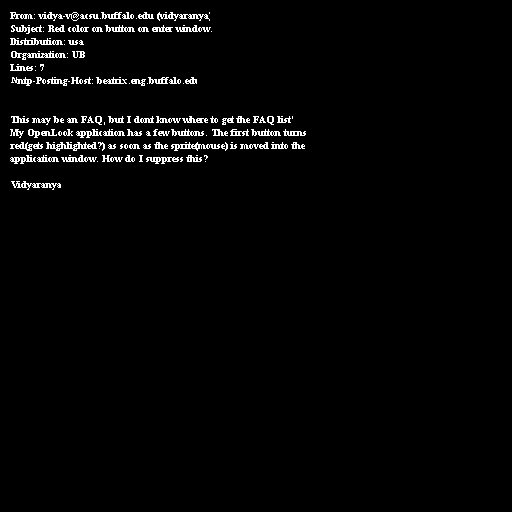 From: vidya-v@acsu.buffalo.edu (vidyaranya)
Subject: Red color on button on enter window.
Distribution: usa
Organization: UB
Lines: 7
Nntp-Posting-Host: beatrix.eng.buffalo.edu
This may be an FAQ, but I dont know where to get the FAQ list'
My OpenLook application has a few buttons. The first button turns
red(gets highlighted?) as soon as the sprite(mouse) is moved into the
application window. How do I suppress this?
Vidyaranya